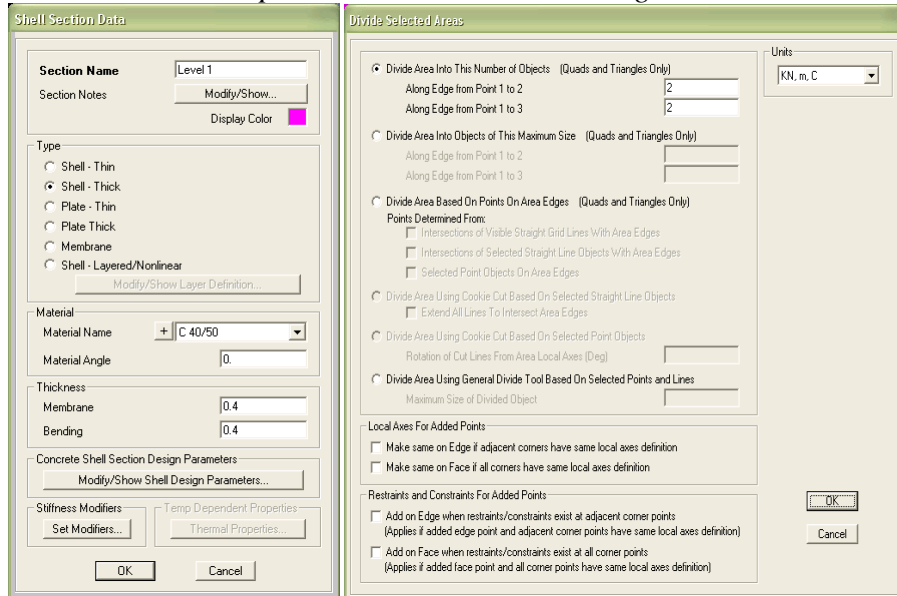 Shell Section Data
Section Name
Level 1
Section Notes
Modify/Show...
Display Color
Type
Shell - Thin
Shell - Thick
Plate - Thin
Plate Thick
Membrane
Shell - Layered/Nonlinear
Modify/Show Layer Definition...
Material
Material Name
+
C 40/50
Material Angle
0.
Thickness
Membrane
0.4
Bending
0.4
Concrete Shell Section Design Parameters
Modify/Show Shell Design Parameters...
Stiffness Modifiers
Set Modifiers...
Temp Dependent Properties
Thermal Properties...
OK
Cancel
Divide Selected Areas
Divide Area Into This Number of Objects (Quads and Triangles Only)
Along Edge from Point 1 to 2
2
Along Edge from Point 1 to 3
2
Divide Area Into Objects of This Maximum Size (Quads and Triangles Only)
Along Edge from Point 1 to 2
Along Edge from Point 1 to 3
Divide Area Based On Points On Area Edges (Quads and Triangles Only)
Points Determined From:
Intersections of Visible Straight Grid Lines With Area Edges
Intersections of Selected Straight Line Objects With Area Edges
Selected Point Objects On Area Edges
Divide Area Using Cookie Cut Based On Selected Straight Line Objects
Extend All Lines To Intersect Area Edges
Divide Area Using Cookie Cut Based On Selected Point Objects
Rotation of Cut Lines From Area Local Axes (Deg)
Divide Area Using General Divide Tool Based On Selected Points and Lines
Maximum Size of Divided Object
Units
KN, m, C
Local Axes For Added Points
Make same on Edge if adjacent corners have same local axes definition
Make same on Face if all corners have same local axes definition
Restraints and Constraints For Added Points
Add on Edge when restraints/constraints exist at adjacent corner points
(Applies if added edge point and adjacent corner points have same local axes definition)
Add on Face when restraints/constraints exist at all corner points
(Applies if added face point and all corner points have same local axes definition)
OK
Cancel